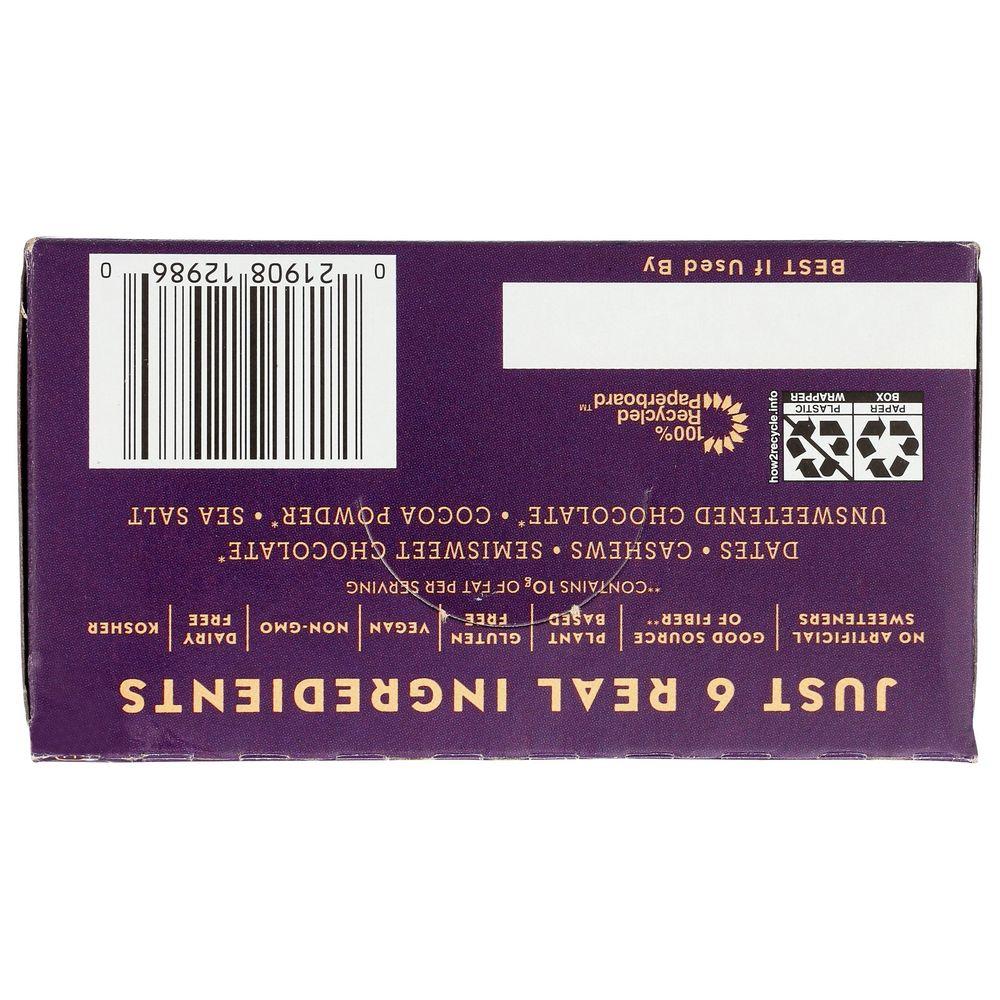 JUST 6 REAL INGREDIENTS
NO ARTIFICIAL
SWEETENERS
GOOD SOURCE
OF FIBER**
PLANT
BASED
GLUTEN
FREE
VEGAN
NON-GMO
DAIRY
FREE
KOSHER
**CONTAINS 10g OF FAT PER SERVING
DATES • CASHEWS • SEMISWEET CHOCOLATE*
UNSWEETENED CHOCOLATE* • COCOA POWDER* • SEA SALT
PAPER
BOX
PLASTIC
WRAPPER
how2recycle.info
100%
Recycled
Paperboard™
BEST If Used By
0 21908 12986 0